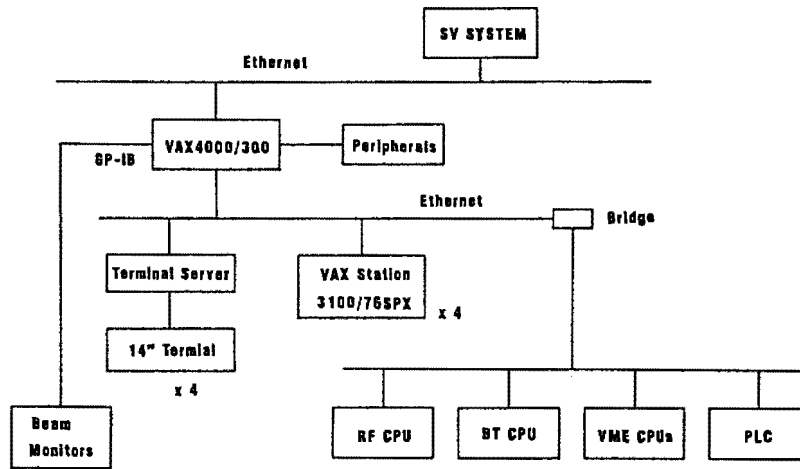 SV SYSTEM
Ethernet
VAX4000/300
Peripherals
GP-IB
Ethernet
Bridge
Terminal Server
VAX Station
3100/76SPX
x 4
14" Termial
x 4
Beam
Monitors
RF CPU
BT CPU
VME CPUs
PLC